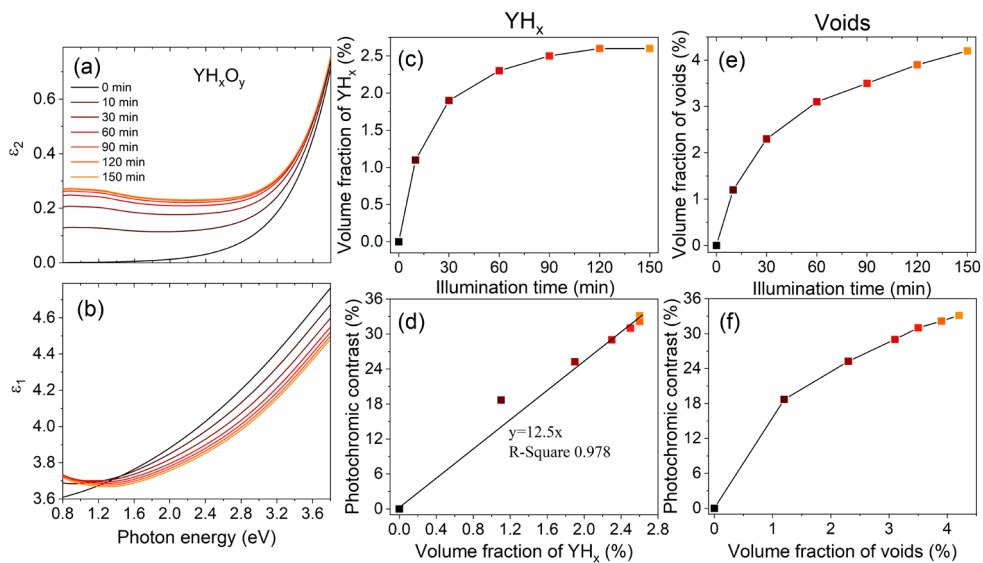 YHx
Voids
(a)
YHxOy
0 min
10 min
30 min
60 min
90 min
120 min
150 min
ε2
0.6
0.4
0.2
0.0
(b)
ε1
4.6
4.4
4.2
4.0
3.8
3.6
0.8 1.2 1.6 2.0 2.4 2.8 3.2 3.6
Photon energy (eV)
(c)
Volume fraction of YHx (%)
2.5
2.0
1.5
1.0
0.5
0.0
0 30 60 90 120 150
Illumination time (min)
(d)
Photochromic contrast (%)
36
30
24
18
12
6
0
y=12.5x
R-Square 0.978
0.0 0.4 0.8 1.2 1.6 2.0 2.4 2.8
Volume fraction of YHx (%)
(e)
Volume fraction of voids (%)
4
3
2
1
0
0 30 60 90 120 150
Illumination time (min)
(f)
Photochromic contrast (%)
36
30
24
18
12
6
0
0 1 2 3 4
Volume fraction of voids (%)